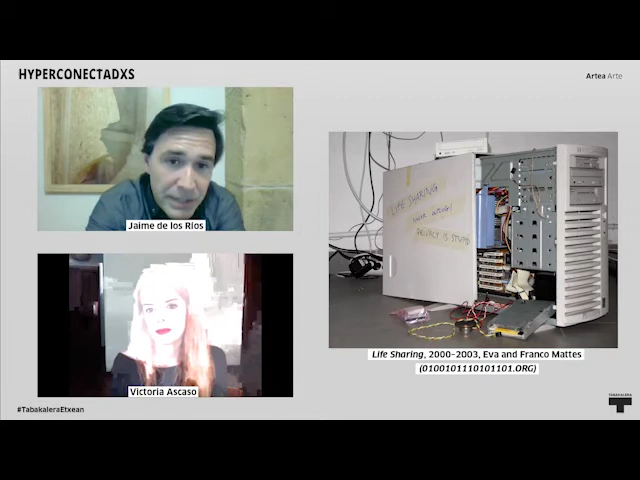 HYPERCONECTADXS
Artea Arte
Jaime de los Ríos
LIFE SHARING
PRIVACY IS STUPID
Life Sharing, 2000-2003, Eva and Franco Mattes
(0100101110101101.ORG)
Victoria Ascaso
#TabakaleraEtxean
TABAKALERA